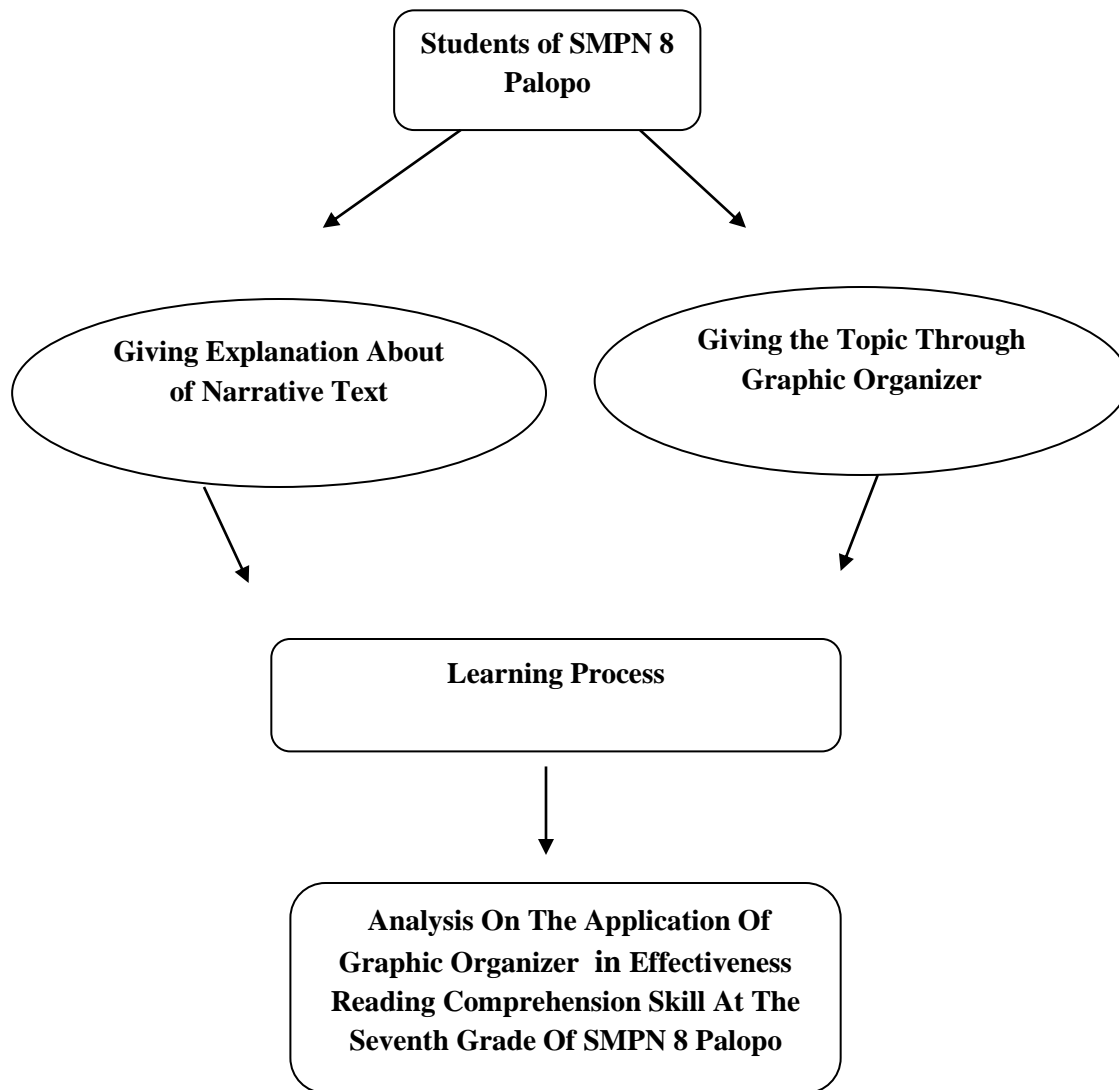 Students of SMPN 8
Palopo
Giving Explanation About
of Narrative Text
Giving the Topic Through
Graphic Organizer
Learning Process
Analysis On The Application Of
Graphic Organizer in Effectiveness
Reading Comprehension Skill At The
Seventh Grade Of SMPN 8 Palopo